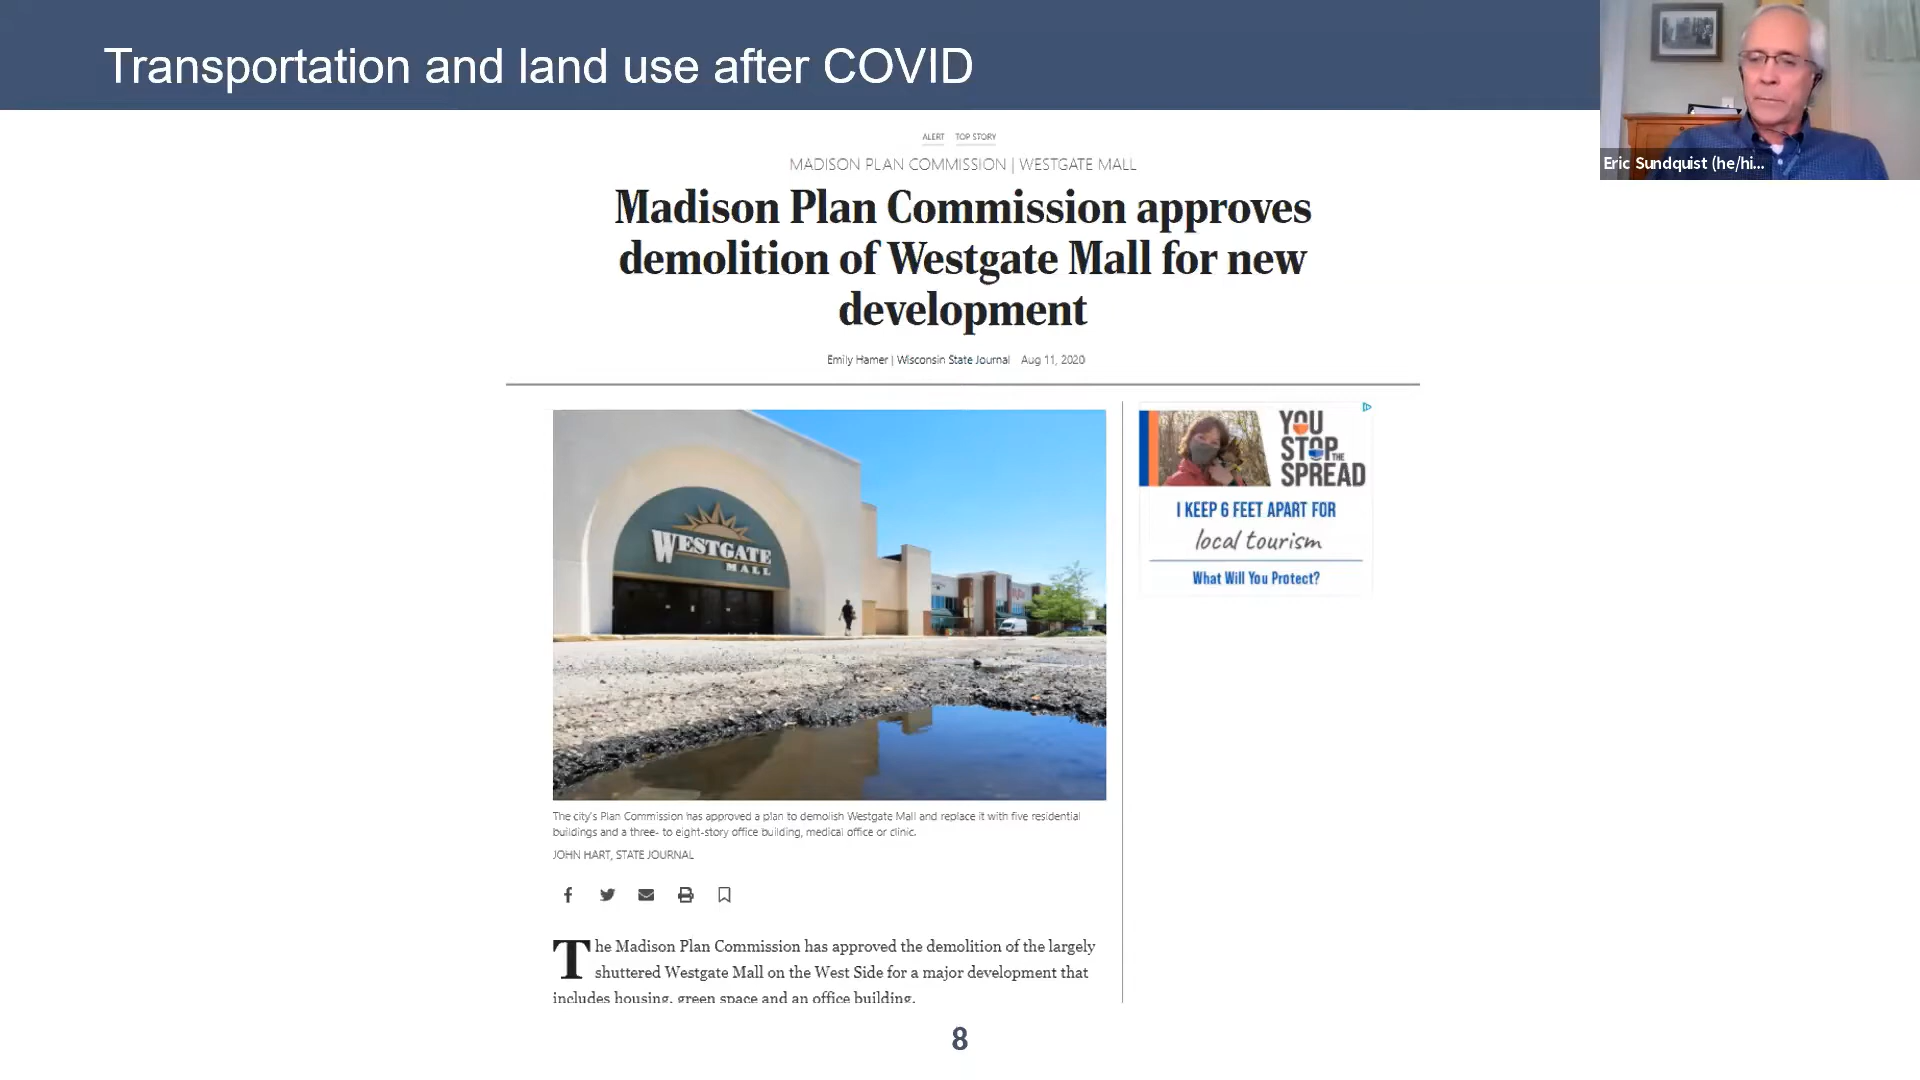 Transportation and land use after COVID
Eric Sundquist (he/hi...
ALERT TOP STORY
MADISON PLAN COMMISSION | WESTGATE MALL
Madison Plan Commission approves
demolition of Westgate Mall for new
development
Emily Hamer | Wisconsin State Journal Aug 11, 2020
WESTGATE
MALL
YOU
STOP THE
SPREAD
I KEEP 6 FEET APART FOR
local tourism
What Will You Protect?
The city's Plan Commission has approved a plan to demolish Westgate Mall and replace it with five residential
buildings and a three- to eight-story office building, medical office or clinic.
JOHN HART, STATE JOURNAL
The Madison Plan Commission has approved the demolition of the largely
shuttered Westgate Mall on the West Side for a major development that
includes housing, green space and an office building.
8